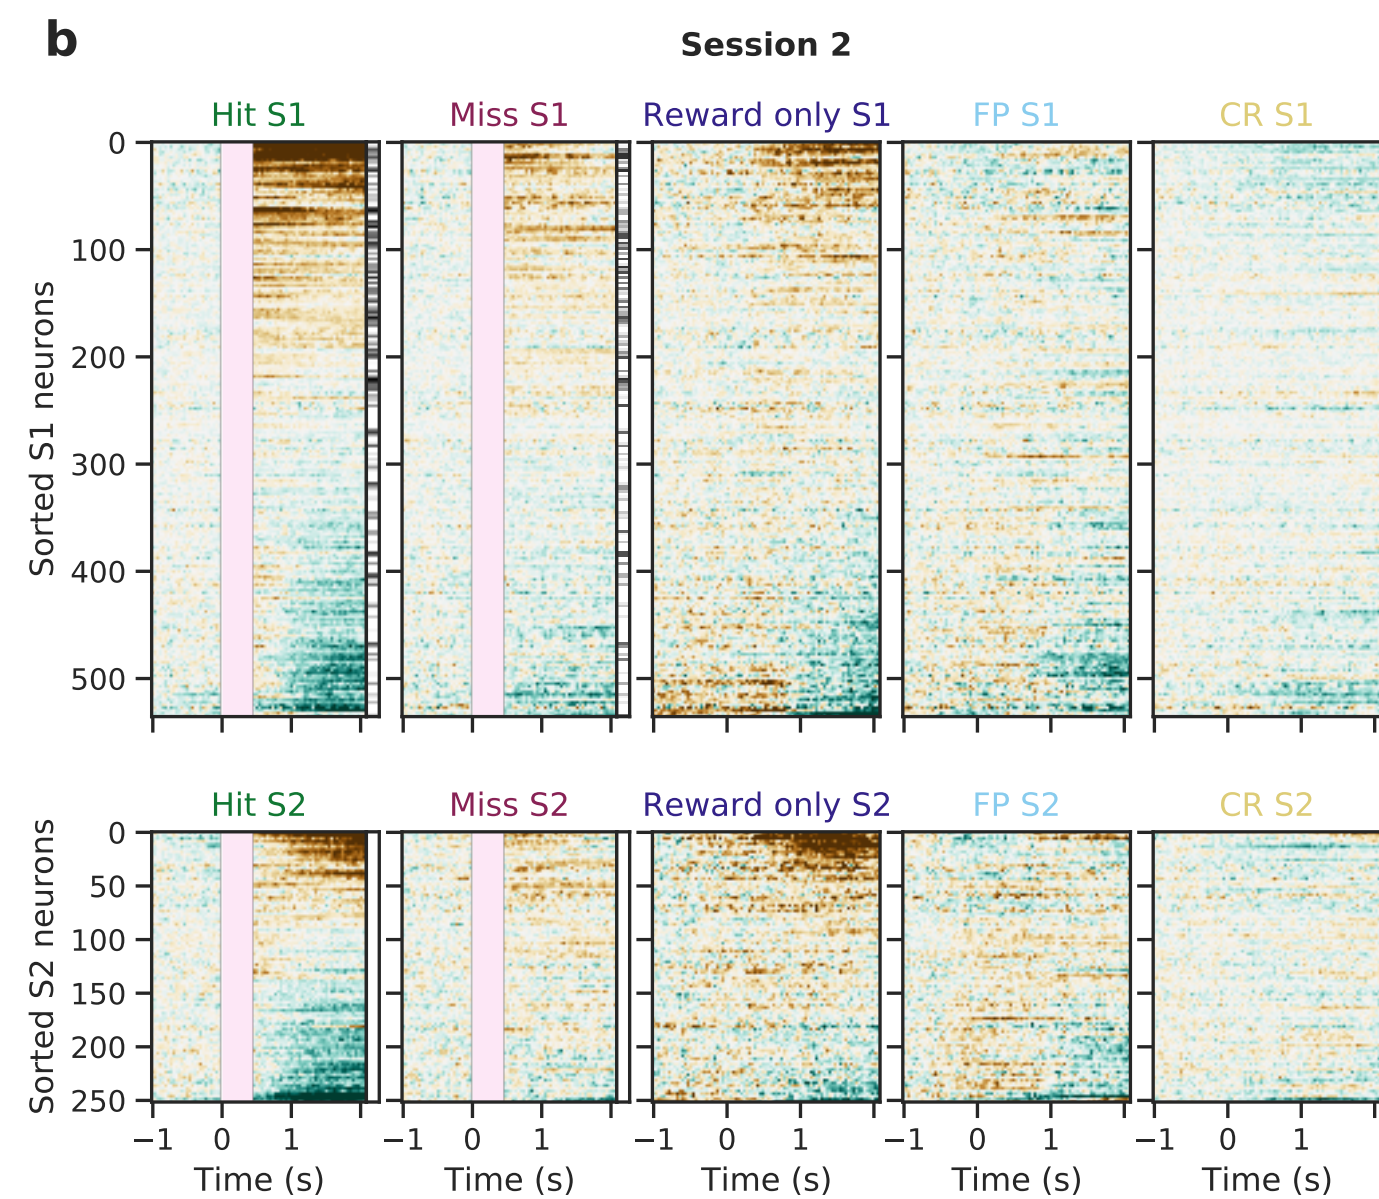 b
Session 2
Hit S1 Miss S1 Reward only S1 FP S1 CR S1
Sorted S1 neurons
0
100
200
300
400
500
Hit S2 Miss S2 Reward only S2 FP S2 CR S2
Sorted S2 neurons
0
50
100
150
200
250
−1 0 1 −1 0 1 −1 0 1 −1 0 1 −1 0 1
Time (s) Time (s) Time (s) Time (s) Time (s)